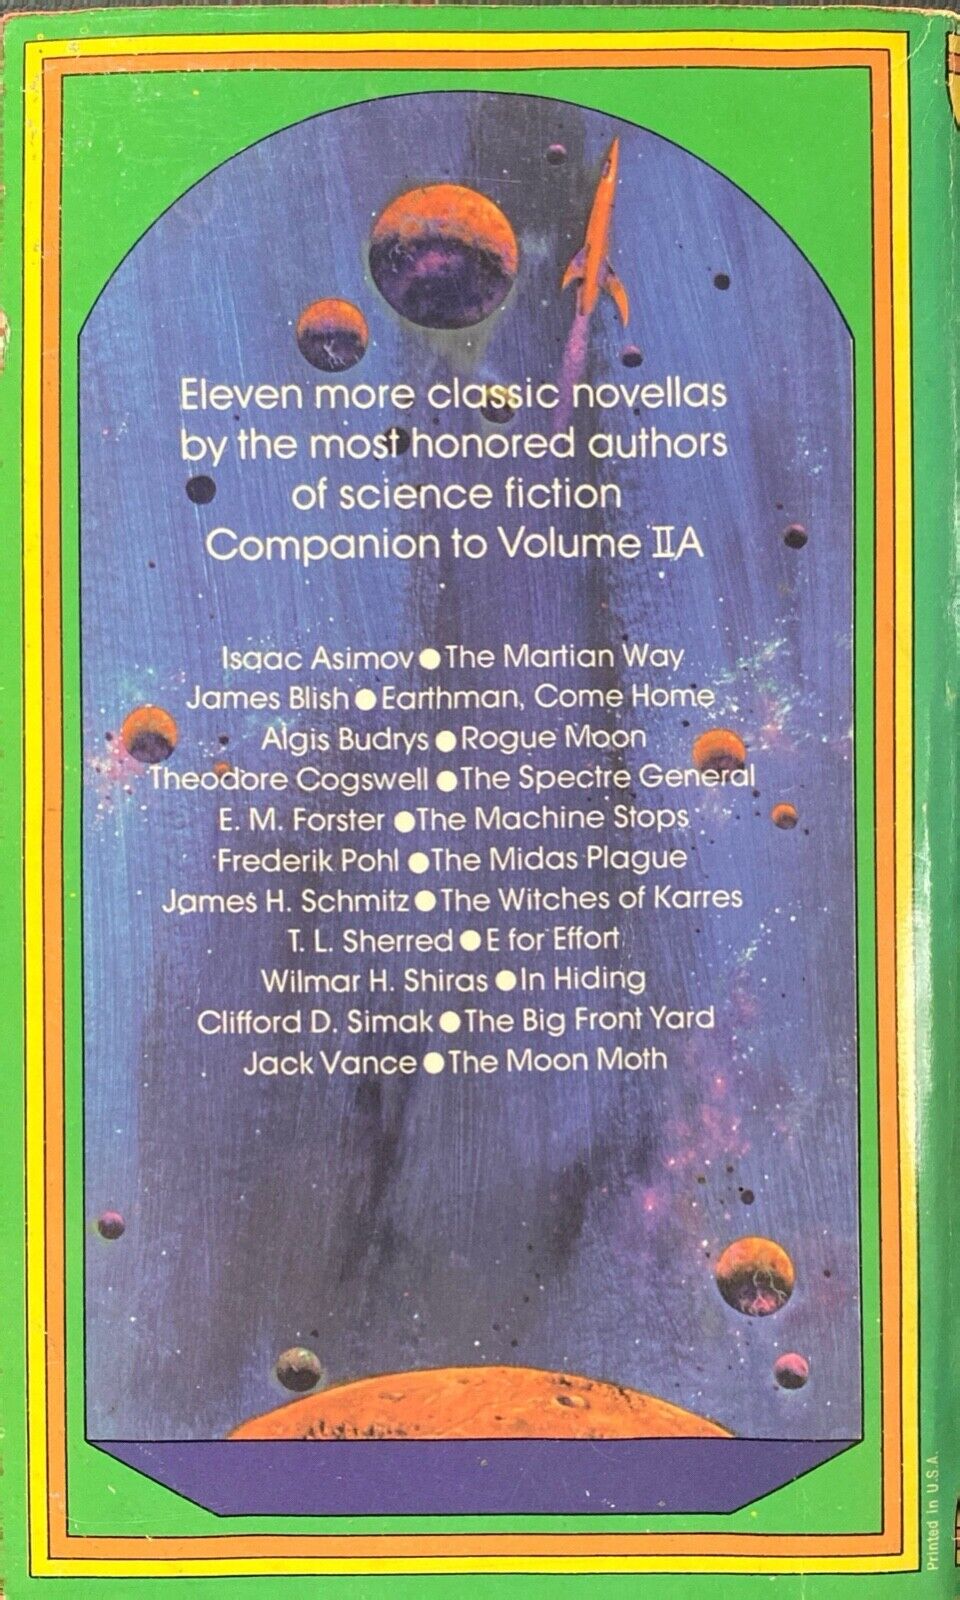 Eleven more classic novellas
by the most honored authors
of science fiction
Companion to Volume IIA
Isaac Asimov ● The Martian Way
James Blish ● Earthman, Come Home
Algis Budrys ● Rogue Moon
Theodore Cogswell ● The Spectre General
E. M. Forster ● The Machine Stops
Frederik Pohl ● The Midas Plague
James H. Schmitz ● The Witches of Karres
T. L. Sherred ● E for Effort
Wilmar H. Shiras ● In Hiding
Clifford D. Simak ● The Big Front Yard
Jack Vance ● The Moon Moth
Printed in U.S.A.